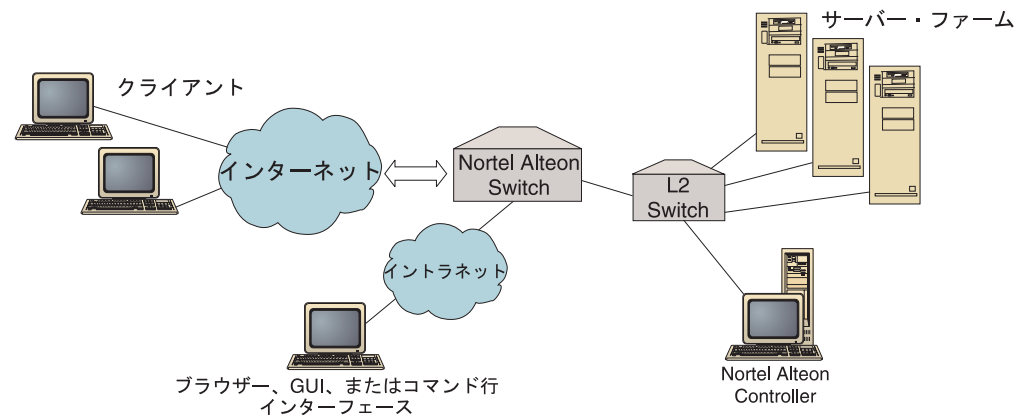 サーバー・ファーム
クライアント
インターネット
Nortel Alteon
Switch
L2
Switch
イントラネット
ブラウザー、GUI、またはコマンド行
インターフェース
Nortel Alteon
Controller